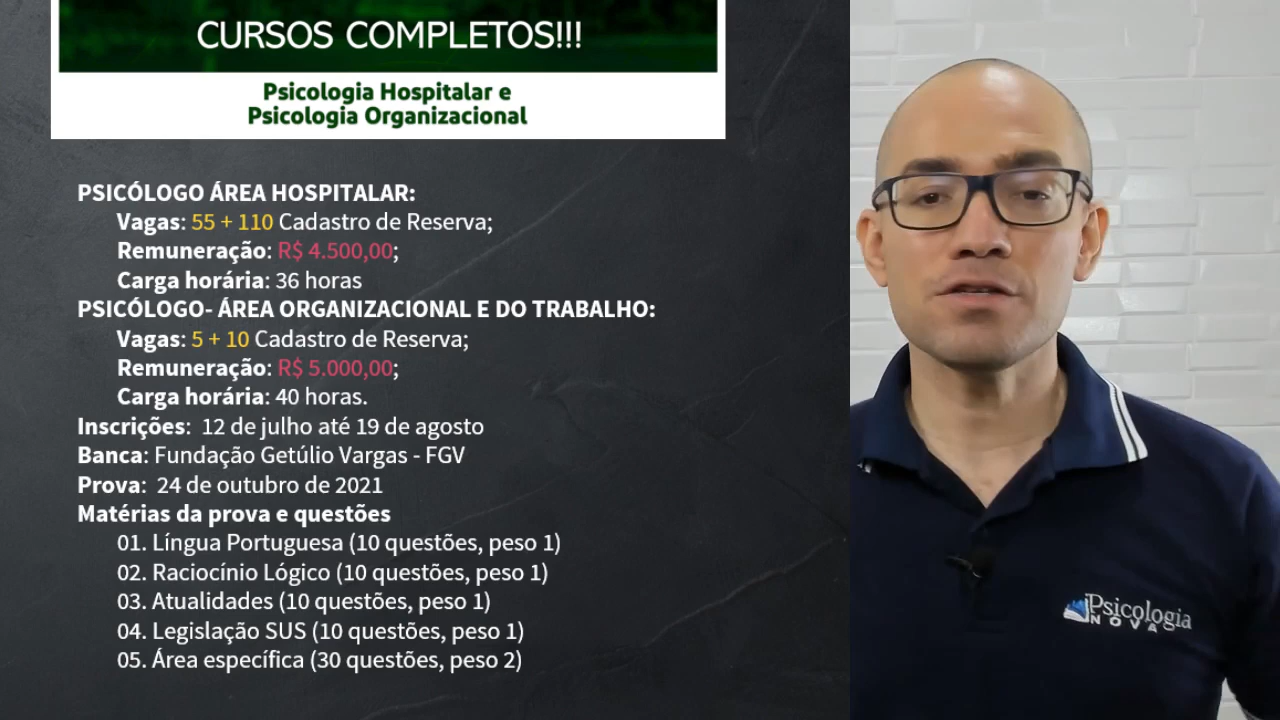 CURSOS COMPLETOS!!!
Psicologia Hospitalar e
Psicologia Organizacional
PSICÓLOGO ÁREA HOSPITALAR:
Vagas: 55 + 110 Cadastro de Reserva;
Remuneração: R$ 4.500,00;
Carga horária: 36 horas
PSICÓLOGO- ÁREA ORGANIZACIONAL E DO TRABALHO:
Vagas: 5 + 10 Cadastro de Reserva;
Remuneração: R$ 5.000,00;
Carga horária: 40 horas.
Inscrições: 12 de julho até 19 de agosto
Banca: Fundação Getúlio Vargas - FGV
Prova: 24 de outubro de 2021
Matérias da prova e questões
01. Língua Portuguesa (10 questões, peso 1)
02. Raciocínio Lógico (10 questões, peso 1)
03. Atualidades (10 questões, peso 1)
04. Legislação SUS (10 questões, peso 1)
05. Área específica (30 questões, peso 2)
Psicologia
NOVA